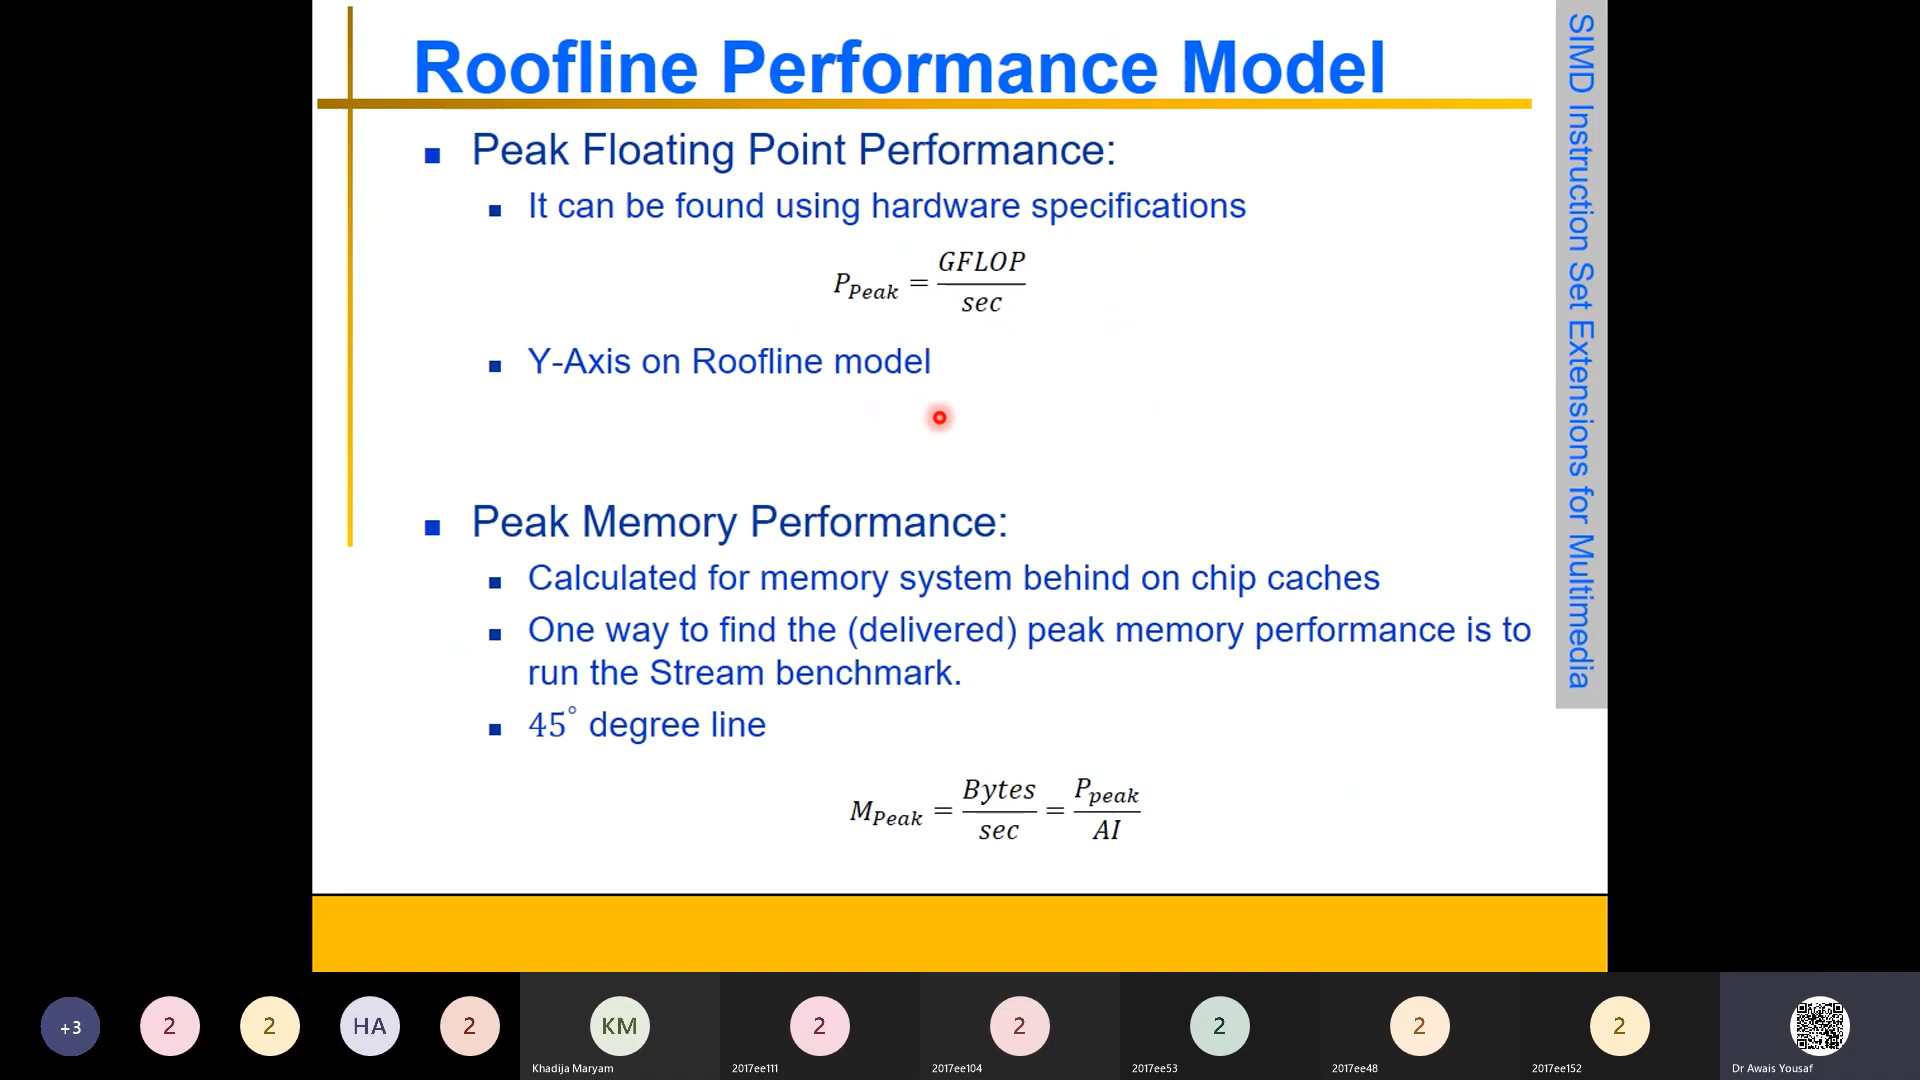 Roofline Performance Model
SIMD Instruction Set Extensions for Multimedia
Peak Floating Point Performance:
It can be found using hardware specifications
P_Peak = GFLOP / sec
Y-Axis on Roofline model
Peak Memory Performance:
Calculated for memory system behind on chip caches
One way to find the (delivered) peak memory performance is to
run the Stream benchmark.
45° degree line
M_Peak = Bytes / sec = P_peak / AI
+3
2
2
HA
2
KM
2
2
2
2
2
Khadija Maryam
2017ee111
2017ee104
2017ee53
2017ee48
2017ee152
Dr Awais Yousaf